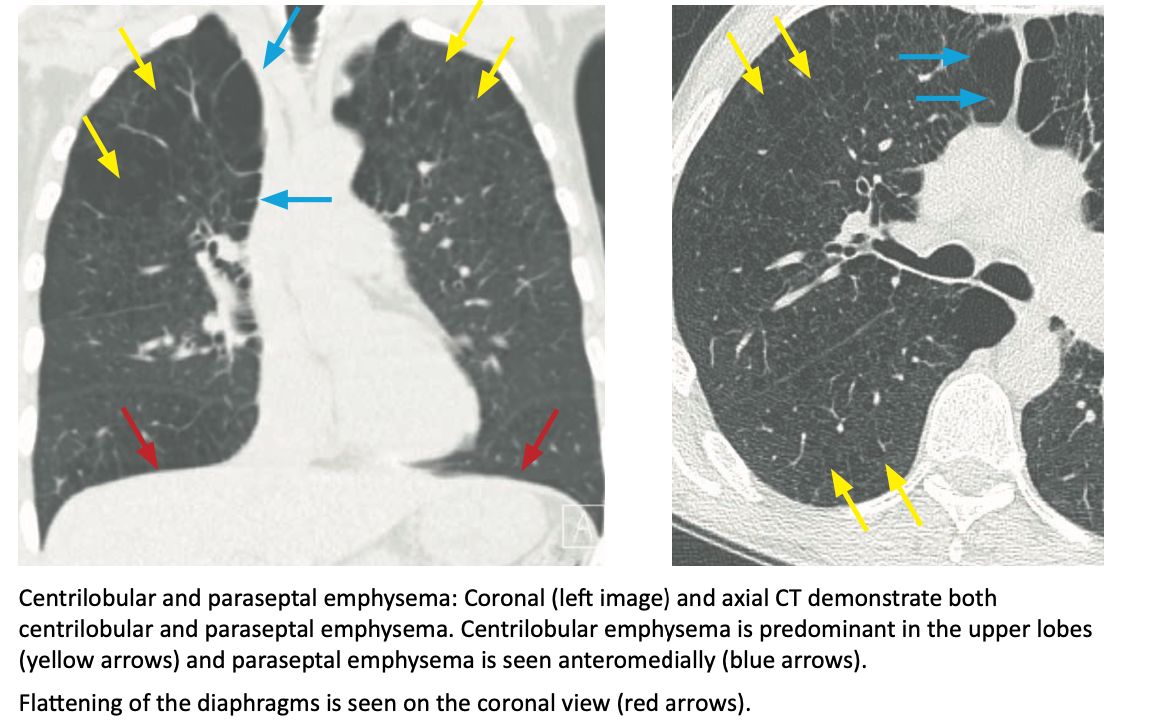 A
Centrilobular and paraseptal emphysema: Coronal (left image) and axial CT demonstrate both
centrilobular and paraseptal emphysema. Centrilobular emphysema is predominant in the upper lobes
(yellow arrows) and paraseptal emphysema is seen anteromedially (blue arrows).
Flattening of the diaphragms is seen on the coronal view (red arrows).